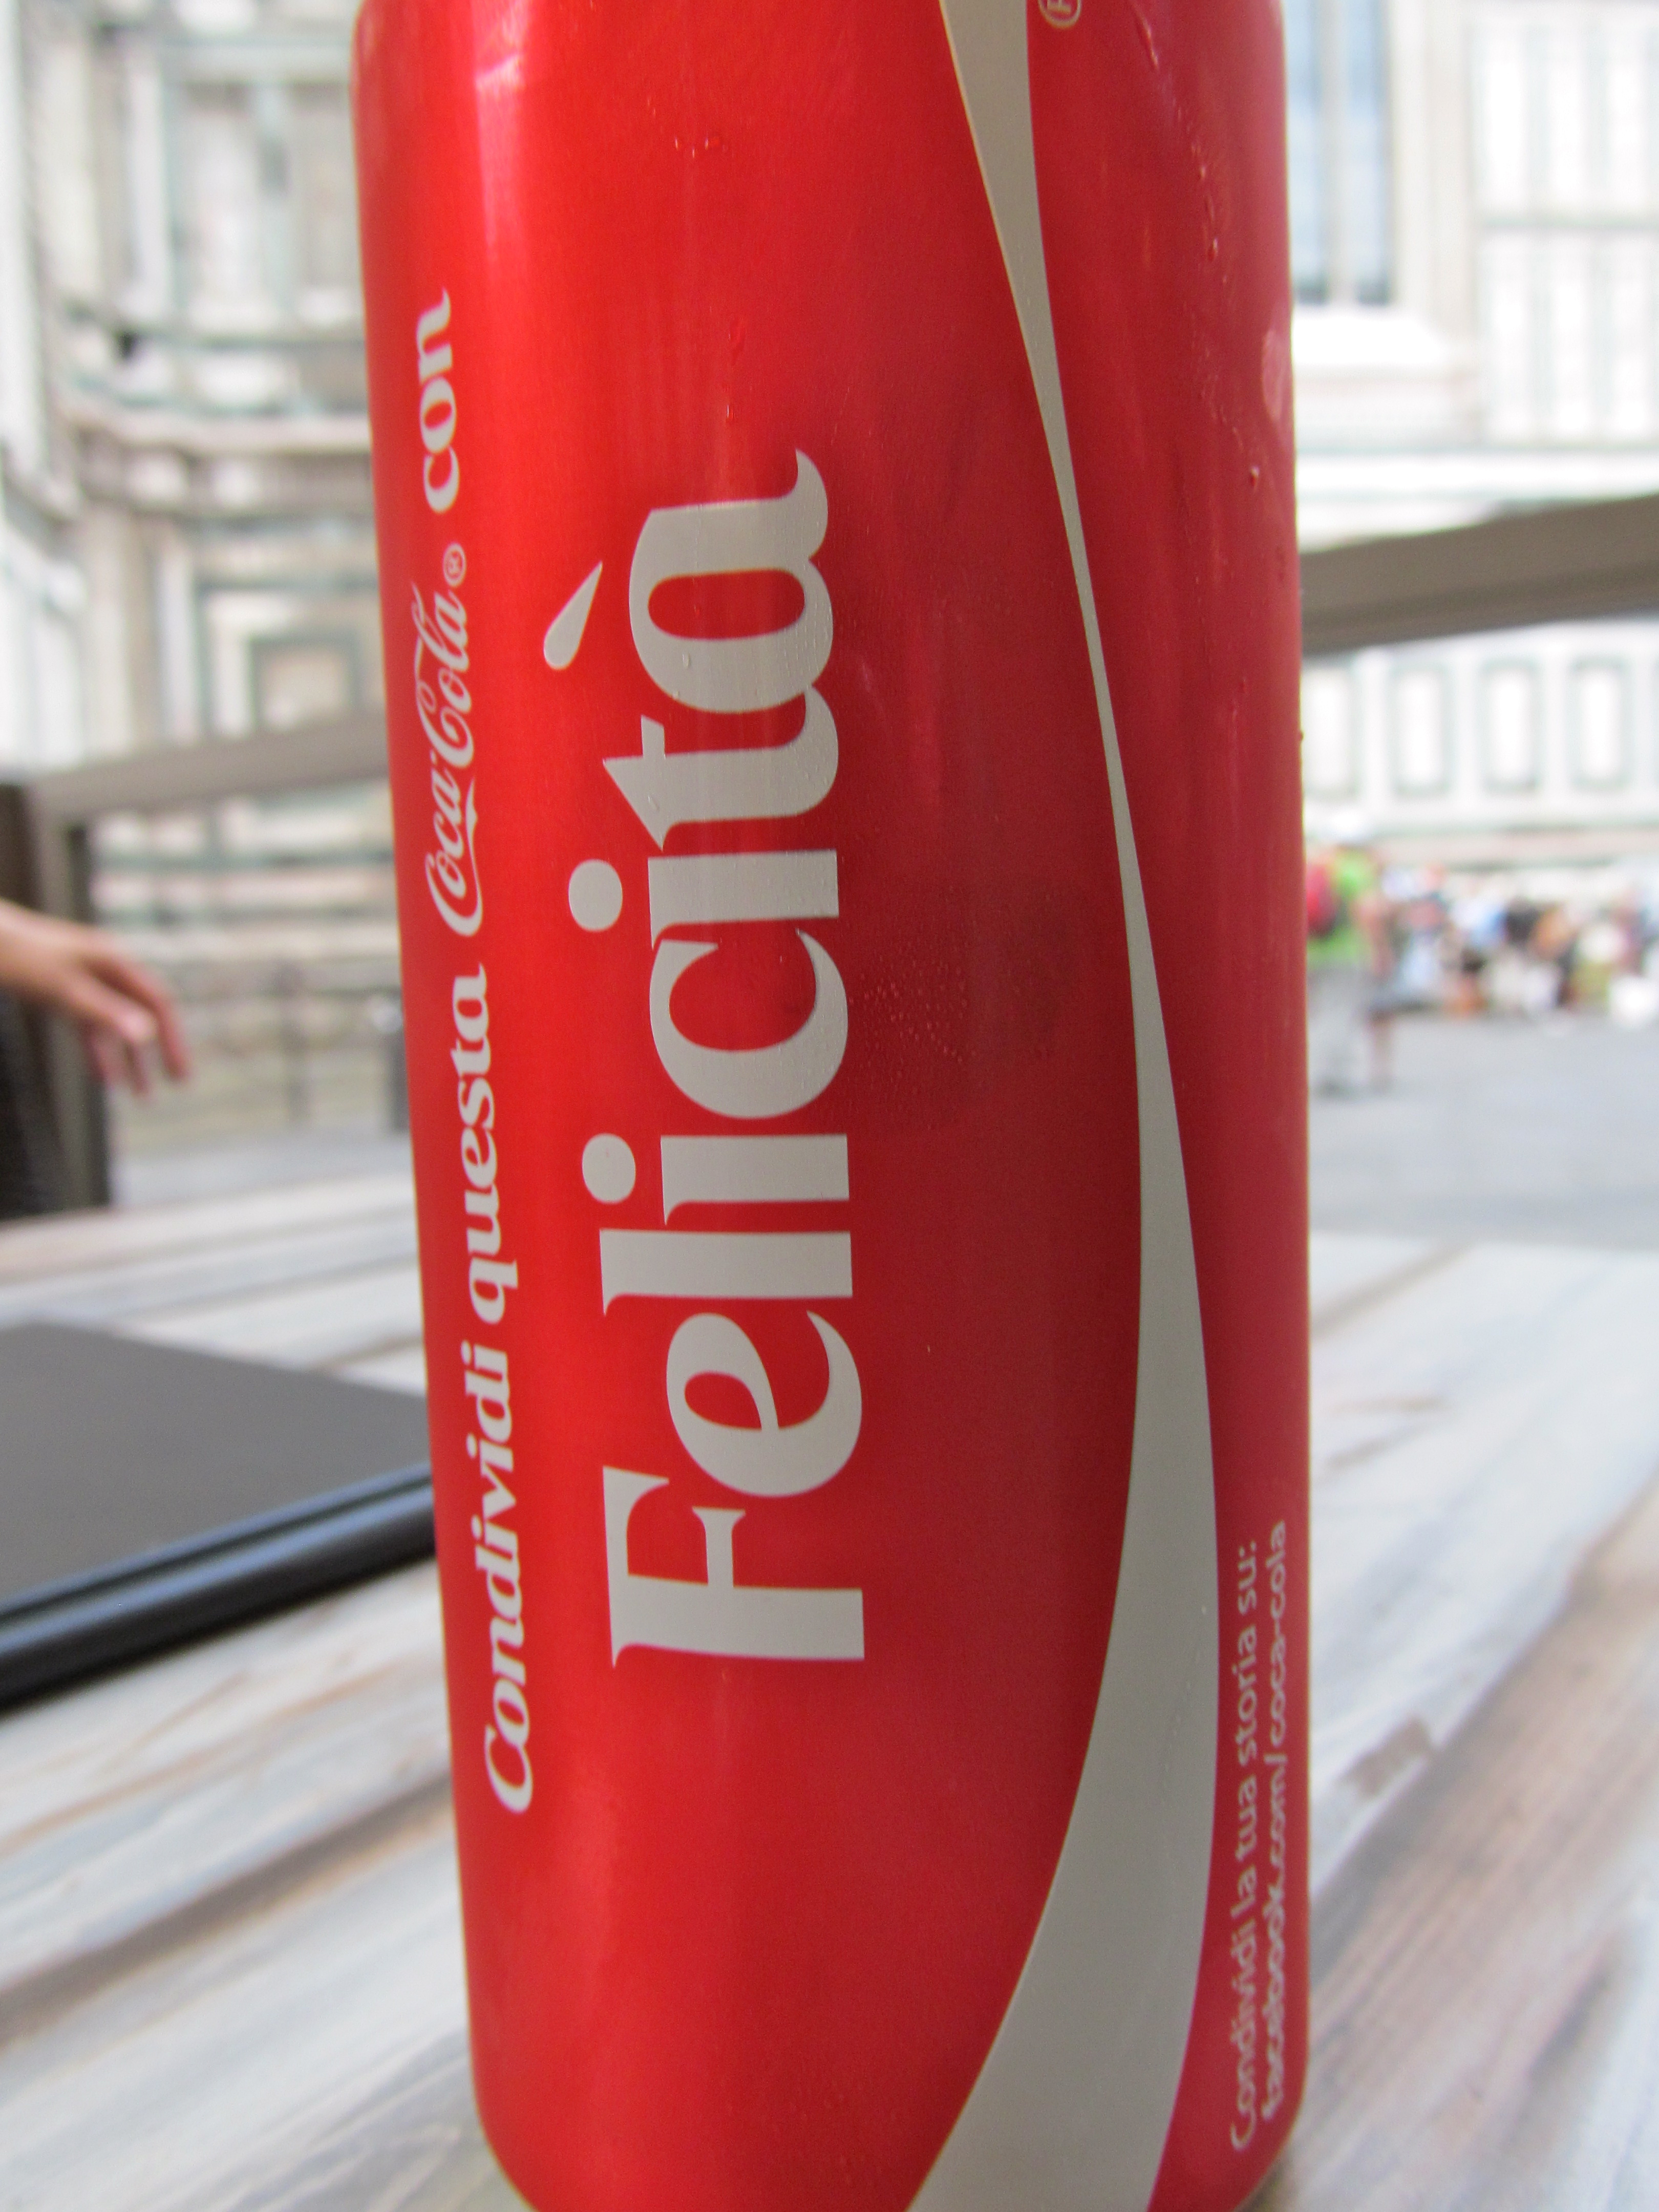 Condividi questa Coca-Cola® con
Felicità
Condividi la tua storia su:
facebook.com/coca-cola
®